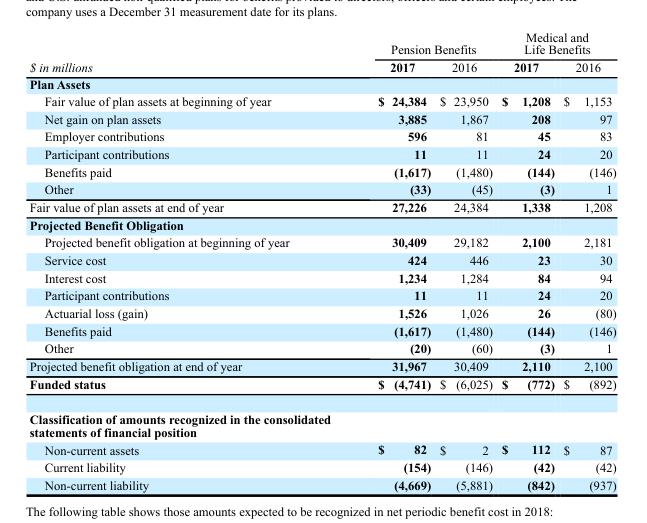 company uses a December 31 measurement date for its plans.
Pension Benefits Medical and Life Benefits
$ in millions 2017 2016 2017 2016
Plan Assets
Fair value of plan assets at beginning of year $ 24,384 $ 23,950 $ 1,208 $ 1,153
Net gain on plan assets 3,885 1,867 208 97
Employer contributions 596 81 45 83
Participant contributions 11 11 24 20
Benefits paid (1,617) (1,480) (144) (146)
Other (33) (45) (3) 1
Fair value of plan assets at end of year 27,226 24,384 1,338 1,208
Projected Benefit Obligation
Projected benefit obligation at beginning of year 30,409 29,182 2,100 2,181
Service cost 424 446 23 30
Interest cost 1,234 1,284 84 94
Participant contributions 11 11 24 20
Actuarial loss (gain) 1,526 1,026 26 (80)
Benefits paid (1,617) (1,480) (144) (146)
Other (20) (60) (3) 1
Projected benefit obligation at end of year 31,967 30,409 2,110 2,100
Funded status $ (4,741) $ (6,025) $ (772) $ (892)
Classification of amounts recognized in the consolidated
statements of financial position
Non-current assets $ 82 $ 2 $ 112 $ 87
Current liability (154) (146) (42) (42)
Non-current liability (4,669) (5,881) (842) (937)
The following table shows those amounts expected to be recognized in net periodic benefit cost in 2018: